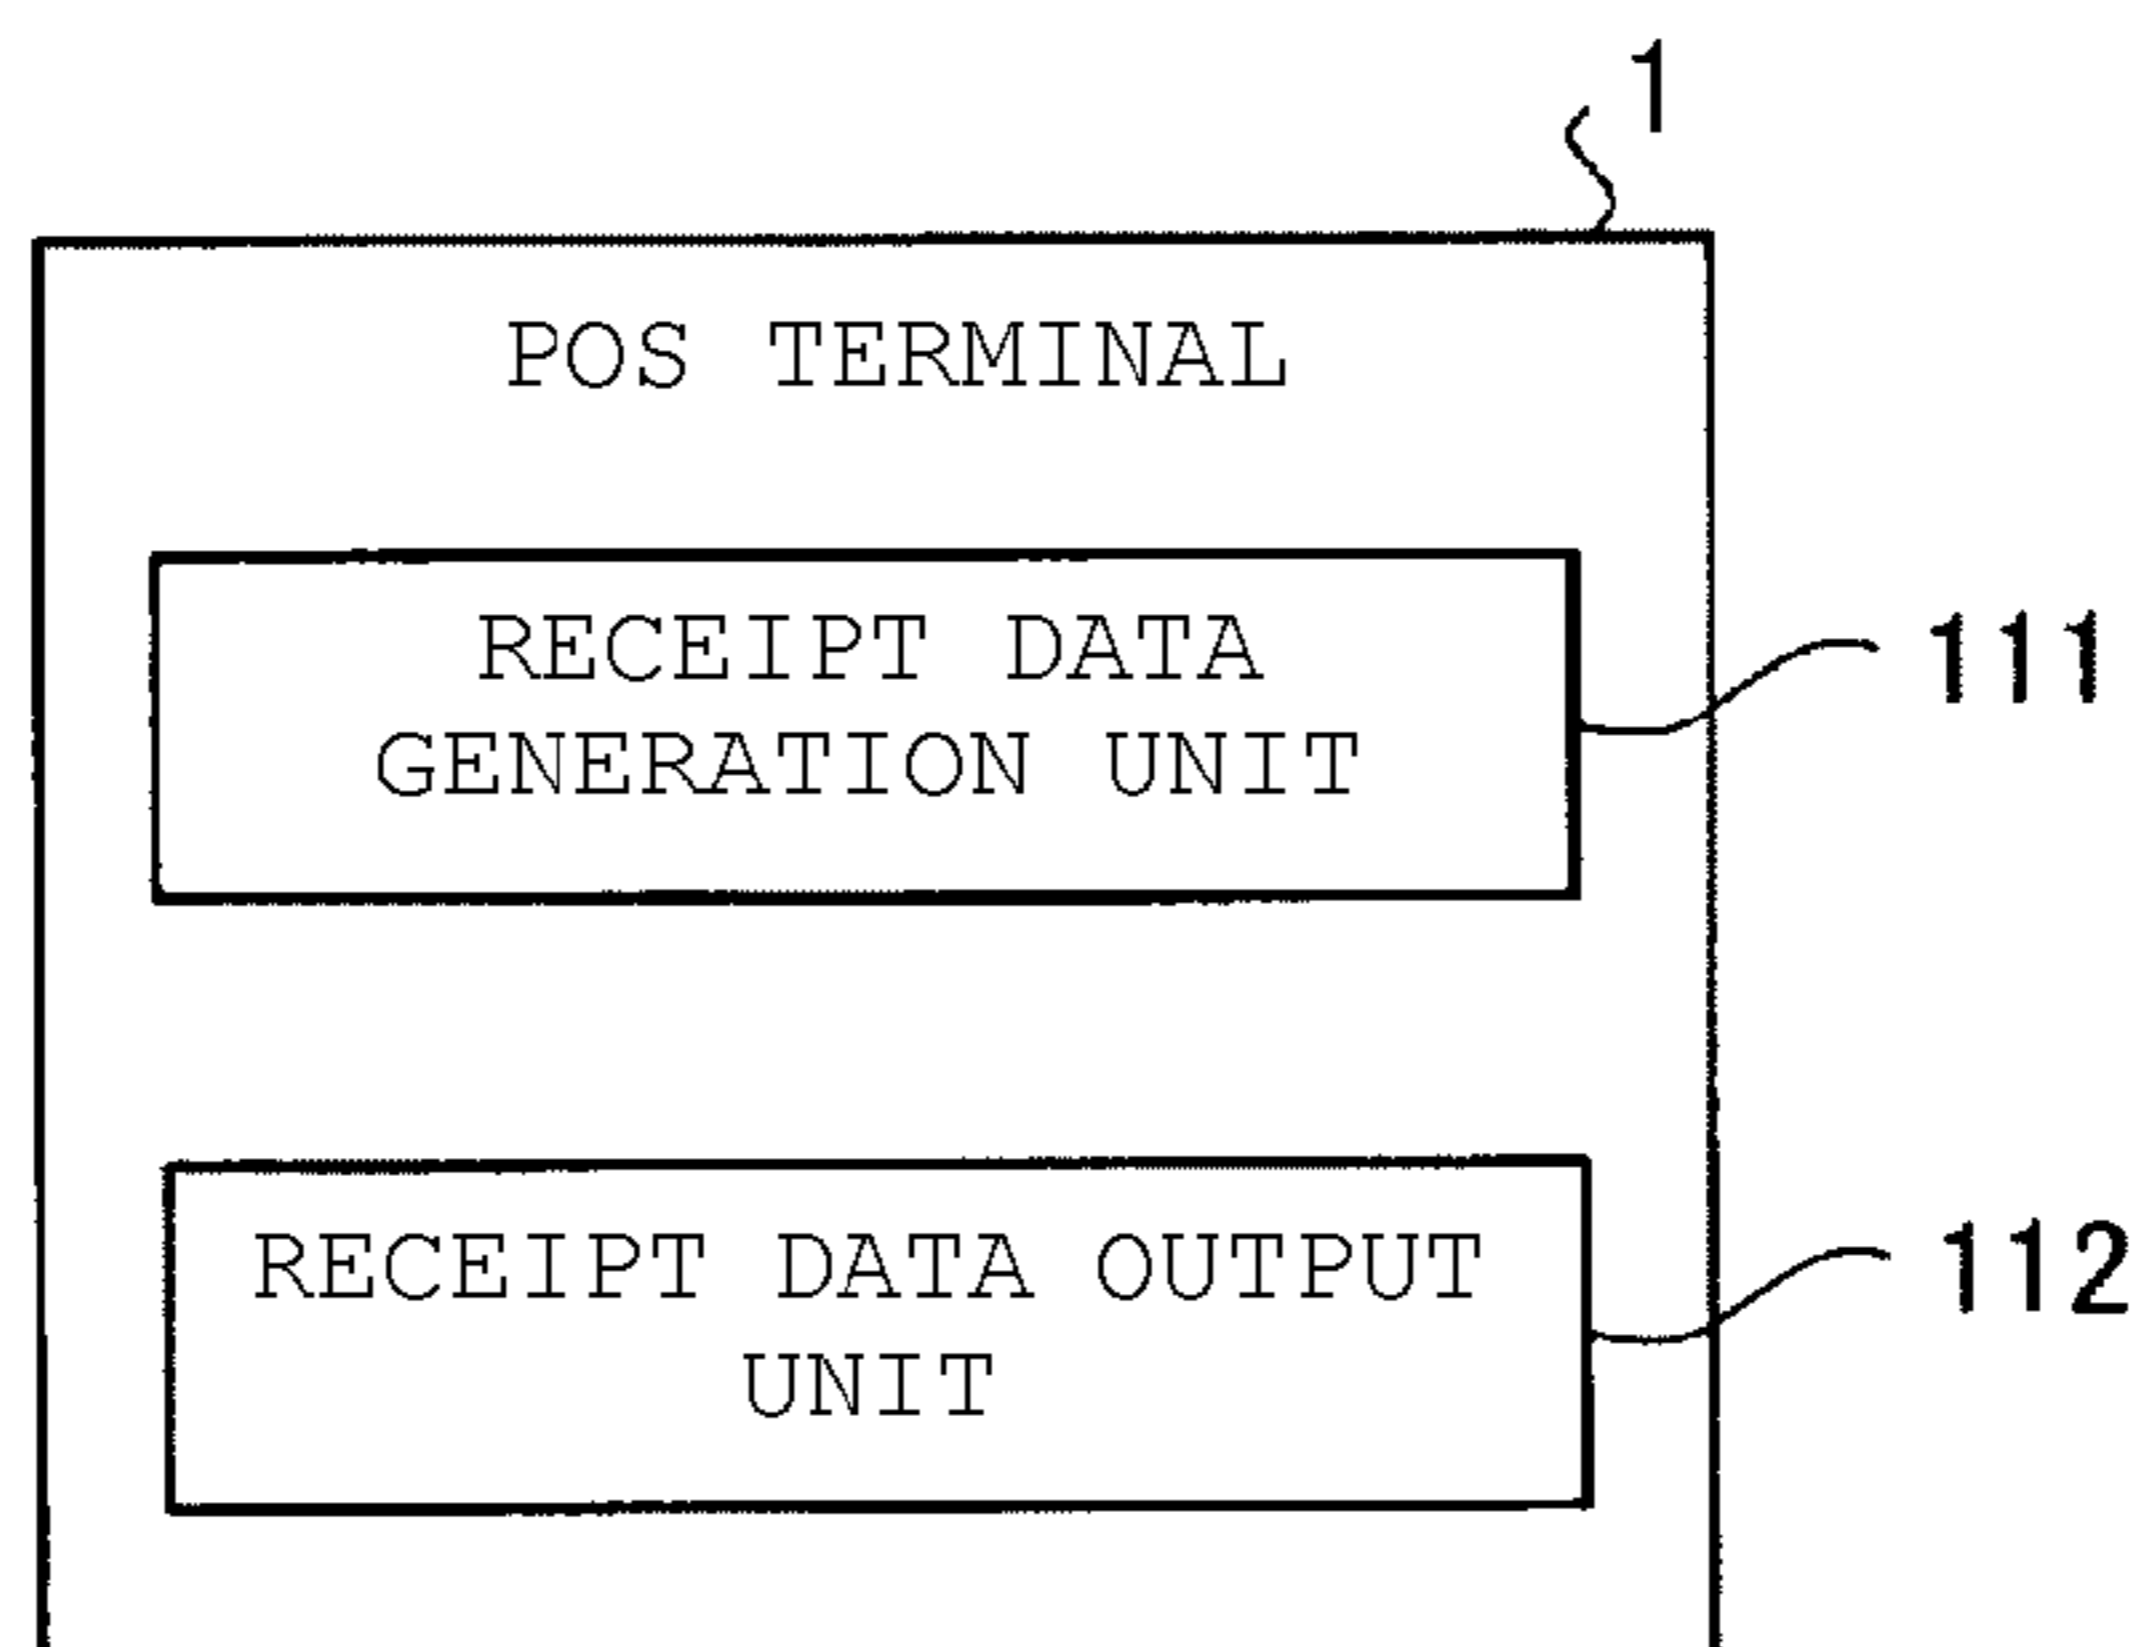 1
POS TERMINAL
RECEIPT DATA
GENERATION UNIT
111
RECEIPT DATA OUTPUT
UNIT
112